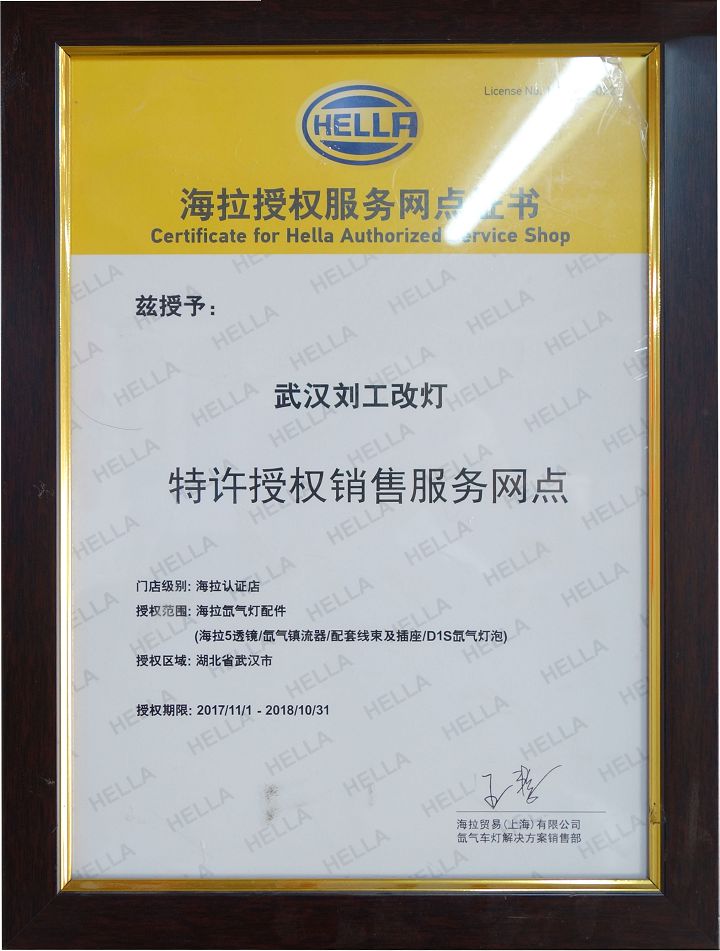 License No.
HELLA
海拉授权服务网点证书
Certificate for Hella Authorized Service Shop
兹授予：
武汉刘工改灯
特许授权销售服务网点
门店级别: 海拉认证店
授权范围: 海拉氙气灯配件
(海拉5透镜/氙气镇流器/配套线束及插座/D1S氙气灯泡)
授权区域: 湖北省武汉市
授权期限: 2017/11/1 - 2018/10/31
海拉贸易(上海)有限公司
氙气车灯解决方案销售部